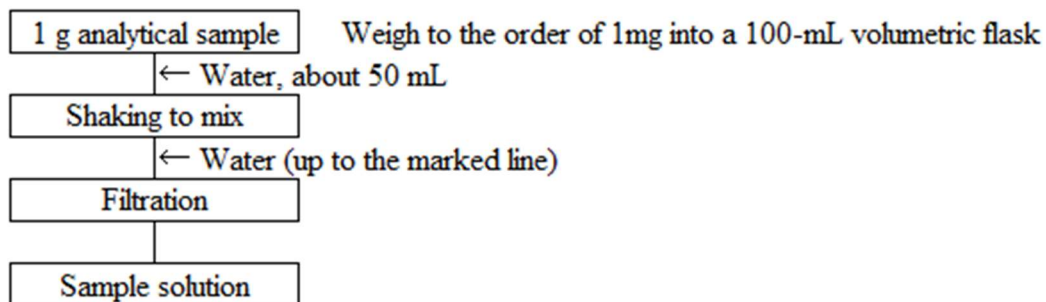 1 g analytical sample Weigh to the order of 1mg into a 100-mL volumetric flask
← Water, about 50 mL
Shaking to mix
← Water (up to the marked line)
Filtration
Sample solution